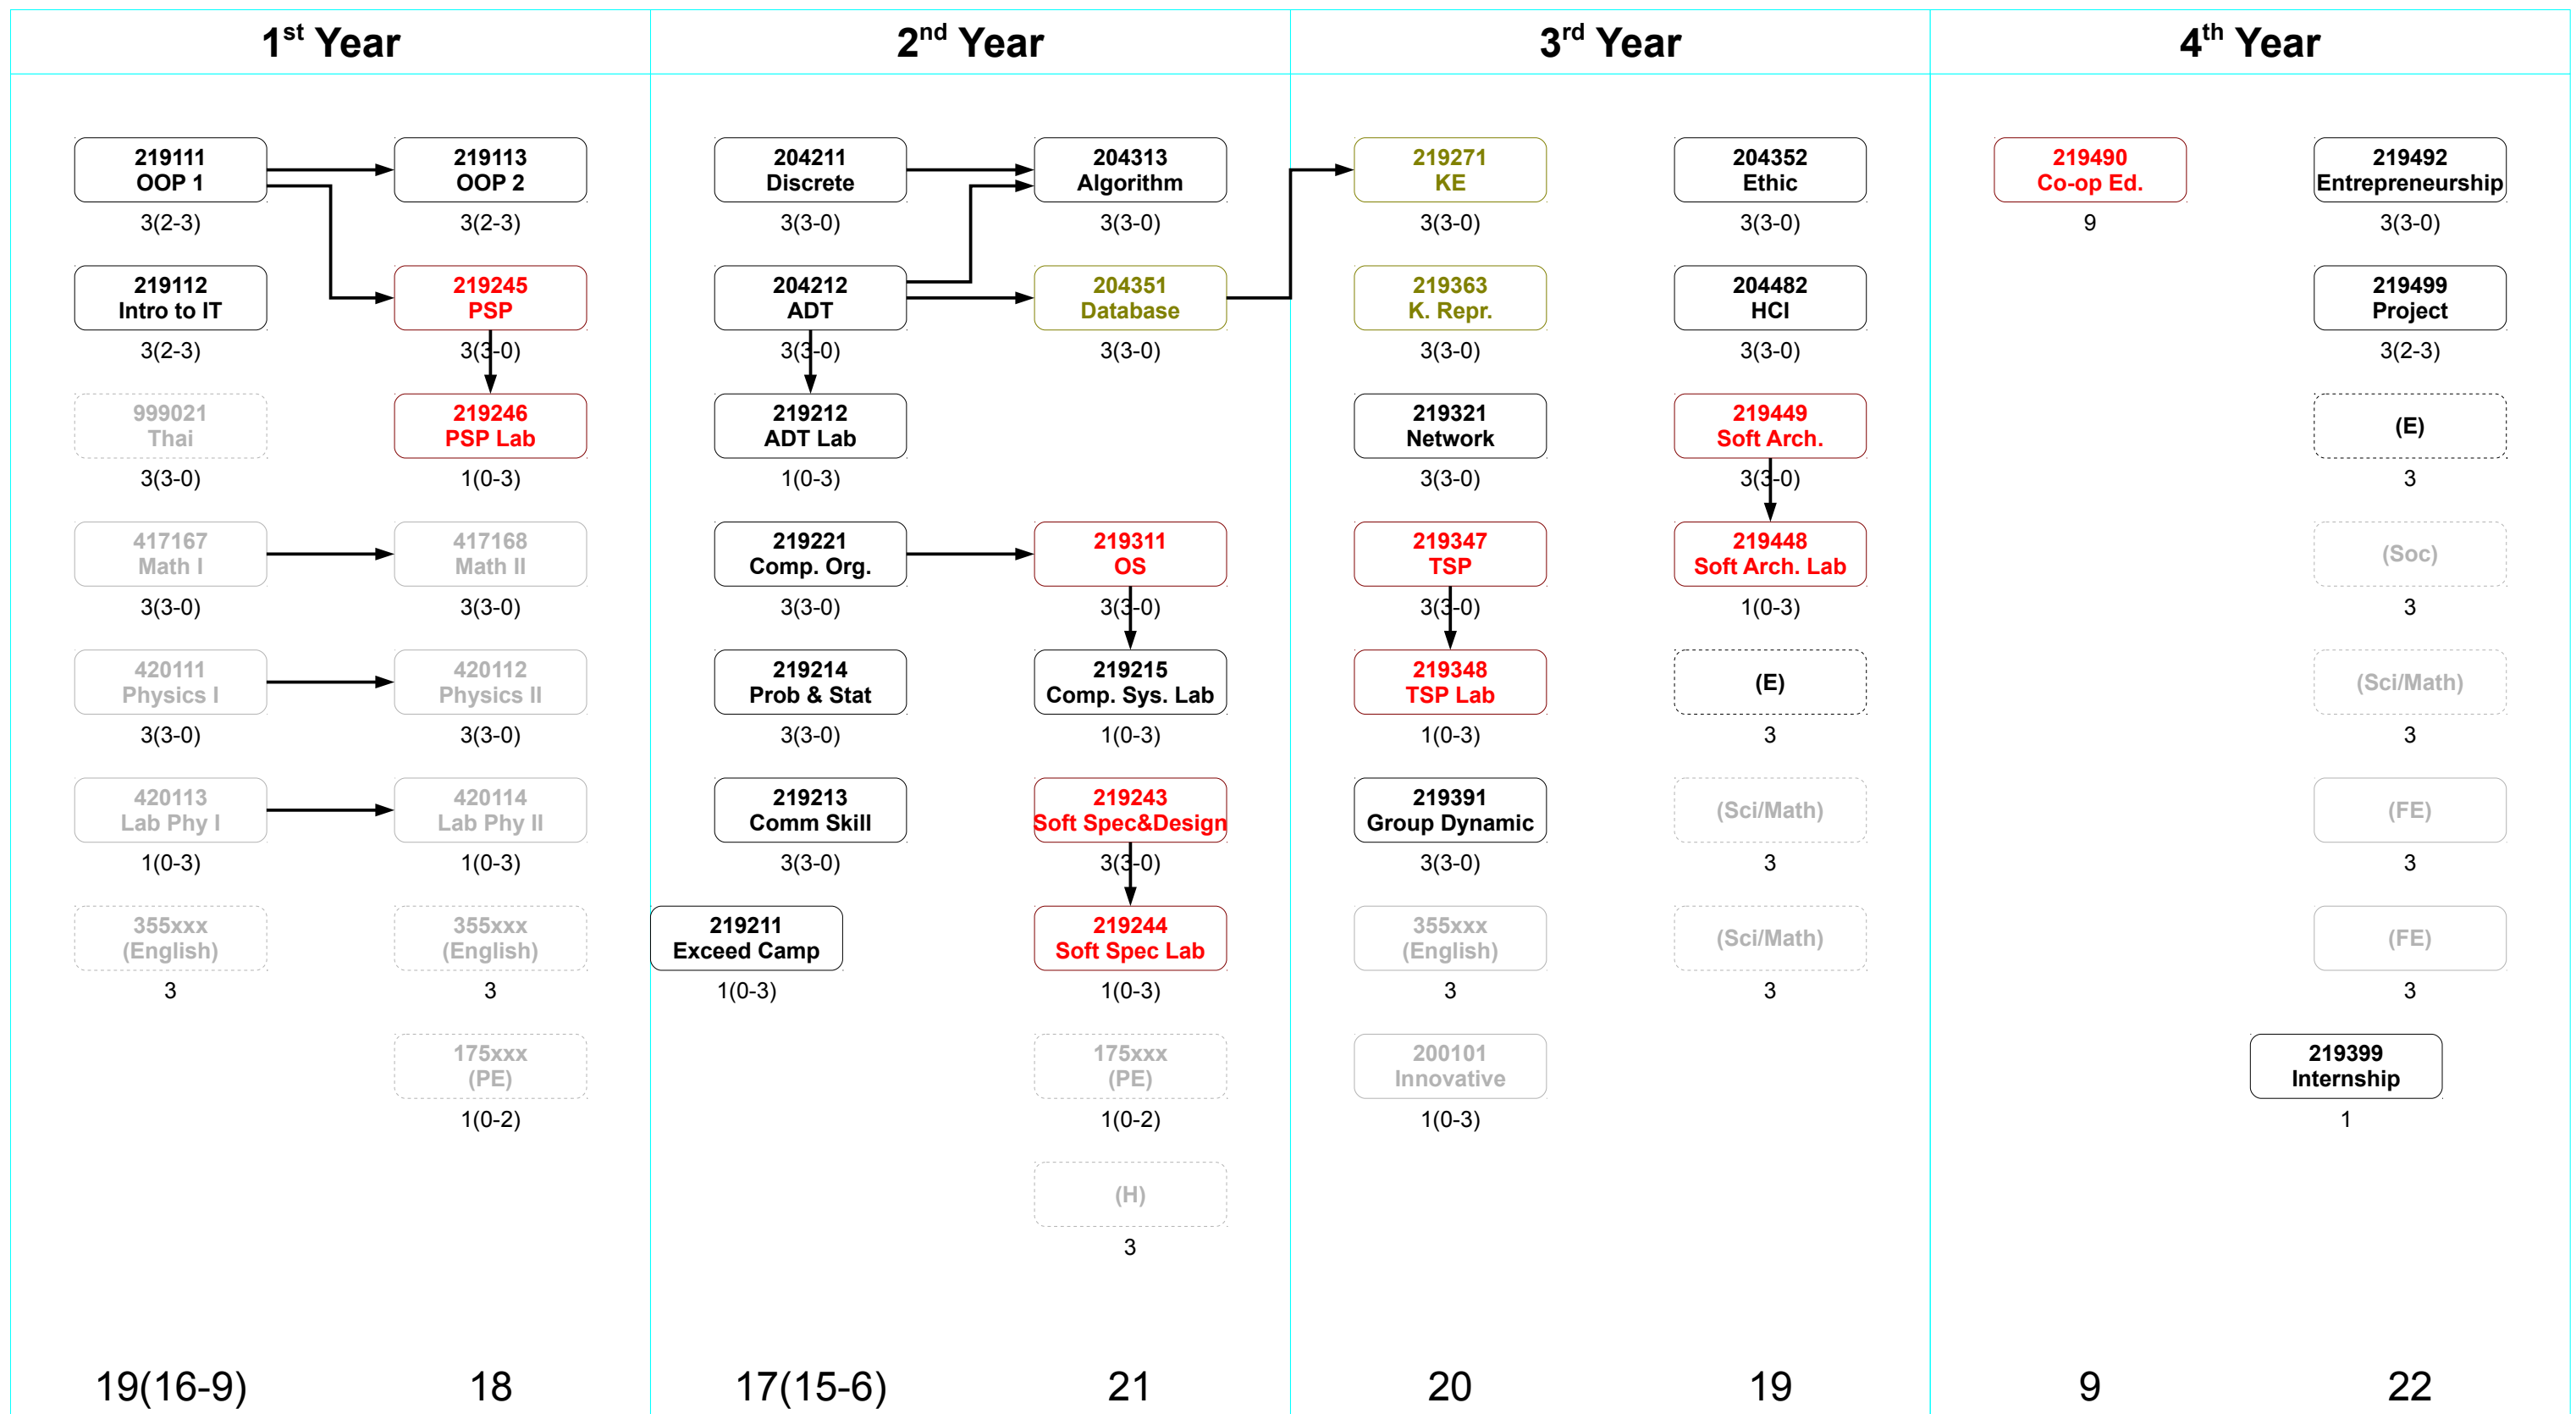 1st Year
2nd Year
3rd Year
4th Year
219111
OOP 1
3(2-3)
219112
Intro to IT
3(2-3)
999021
Thai
3(3-0)
417167
Math I
3(3-0)
420111
Physics I
3(3-0)
420113
Lab Phy I
1(0-3)
355xxx
(English)
3
19(16-9)
219113
OOP 2
3(2-3)
219245
PSP
3(3-0)
219246
PSP Lab
1(0-3)
417168
Math II
3(3-0)
420112
Physics II
3(3-0)
420114
Lab Phy II
1(0-3)
355xxx
(English)
3
175xxx
(PE)
1(0-2)
18
204211
Discrete
3(3-0)
204212
ADT
3(3-0)
219212
ADT Lab
1(0-3)
219221
Comp. Org.
3(3-0)
219214
Prob & Stat
3(3-0)
219213
Comm Skill
3(3-0)
219211
Exceed Camp
1(0-3)
17(15-6)
204313
Algorithm
3(3-0)
204351
Database
3(3-0)
219311
OS
3(3-0)
219215
Comp. Sys. Lab
1(0-3)
219243
Soft Spec&Design
3(3-0)
219244
Soft Spec Lab
1(0-3)
175xxx
(PE)
1(0-2)
(H)
3
21
219271
KE
3(3-0)
219363
K. Repr.
3(3-0)
219321
Network
3(3-0)
219347
TSP
3(3-0)
219348
TSP Lab
1(0-3)
219391
Group Dynamic
3(3-0)
355xxx
(English)
3
200101
Innovative
1(0-3)
20
204352
Ethic
3(3-0)
204482
HCI
3(3-0)
219449
Soft Arch.
3(3-0)
219448
Soft Arch. Lab
1(0-3)
(E)
3
(Sci/Math)
3
(Sci/Math)
3
19
219490
Co-op Ed.
9
9
219492
Entrepreneurship
3(3-0)
219499
Project
3(2-3)
(E)
3
(Soc)
3
(Sci/Math)
3
(FE)
3
(FE)
3
219399
Internship
1
22